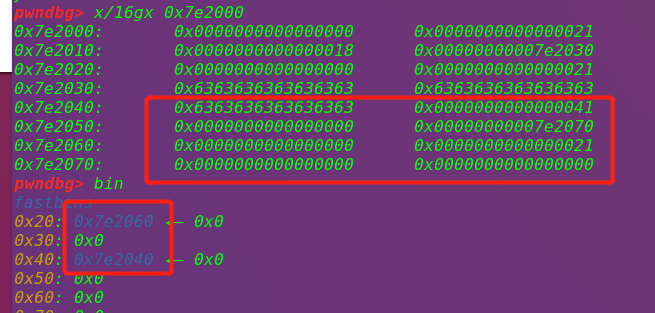 pwndbg> x/16gx 0x7e2000
0x7e2000: 0x0000000000000000 0x0000000000000021
0x7e2010: 0x0000000000000018 0x00000000007e2030
0x7e2020: 0x0000000000000000 0x0000000000000021
0x7e2030: 0x6363636363636363 0x6363636363636363
0x7e2040: 0x6363636363636363 0x0000000000000041
0x7e2050: 0x0000000000000000 0x00000000007e2070
0x7e2060: 0x0000000000000000 0x0000000000000021
0x7e2070: 0x0000000000000000 0x0000000000000000
pwndbg> bin
fastbins
0x20: 0x7e2060 ← 0x0
0x30: 0x0
0x40: 0x7e2040 ← 0x0
0x50: 0x0
0x60: 0x0